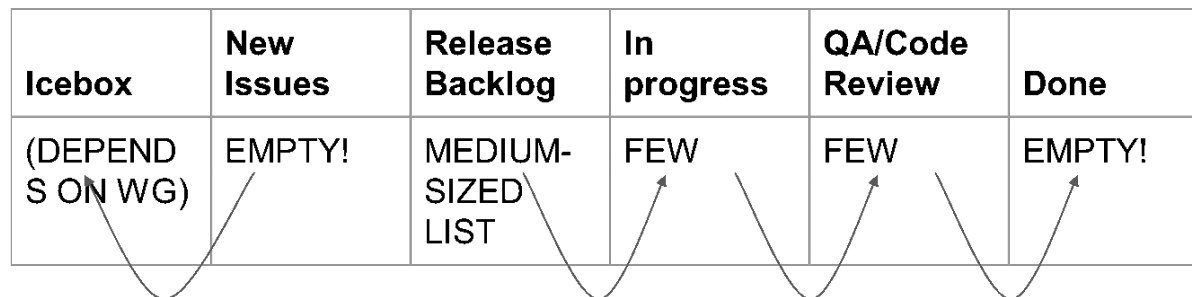 Icebox
New
Issues
Release
Backlog
In
progress
QA/Code
Review
Done
(DEPEND
S ON WG)
EMPTY!
MEDIUM-
SIZED
LIST
FEW
FEW
EMPTY!